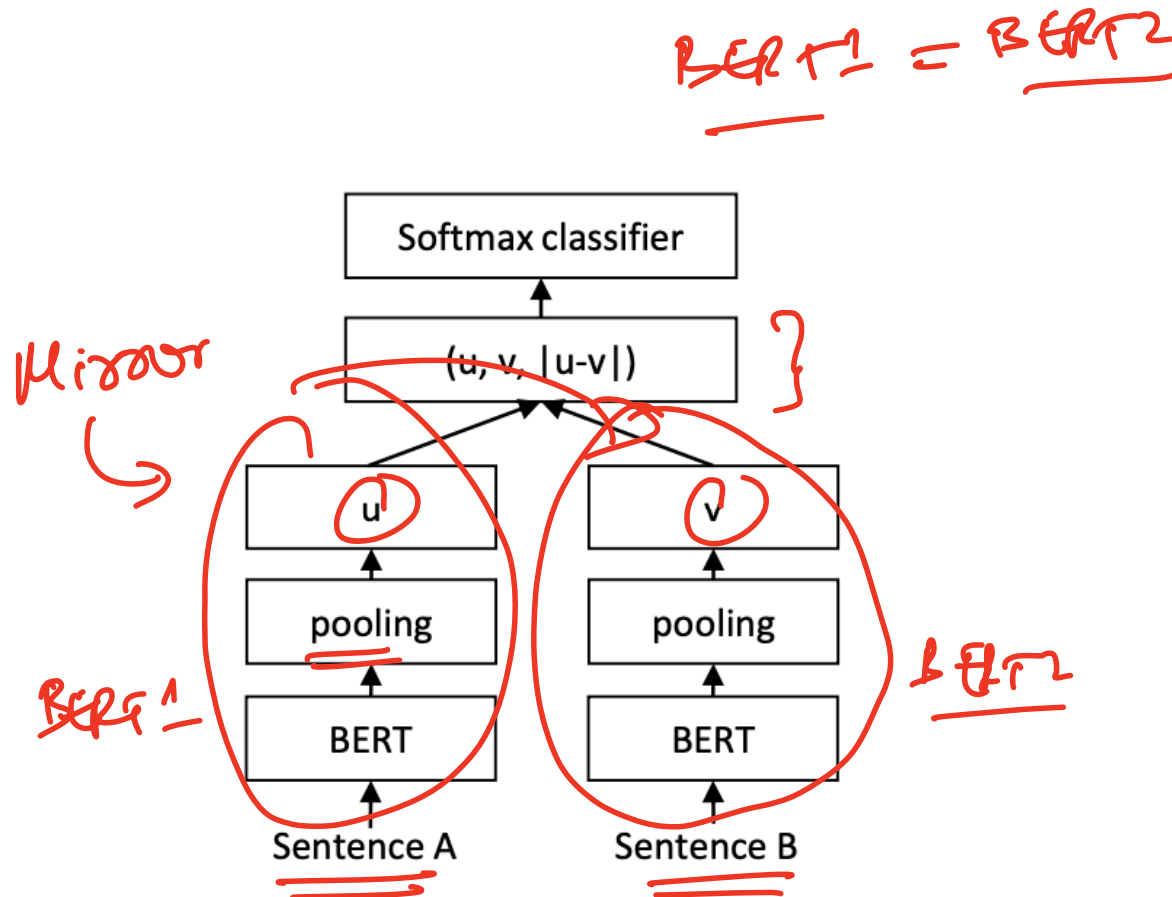 BERT1 = BERT2
Softmax classifier
(u, v, |u-v|)
Mirror
u
v
pooling
pooling
BERT1
BERT2
BERT
BERT
Sentence A
Sentence B